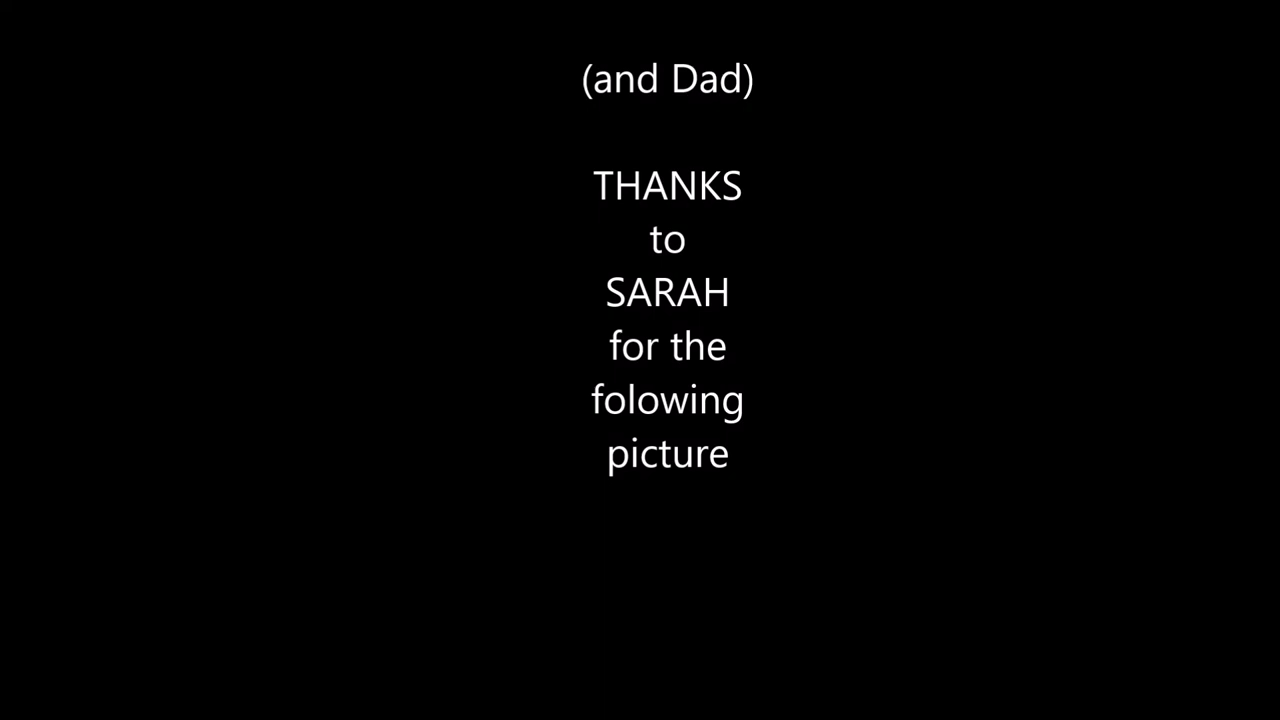 (and Dad)
THANKS
to
SARAH
for the
folowing
picture